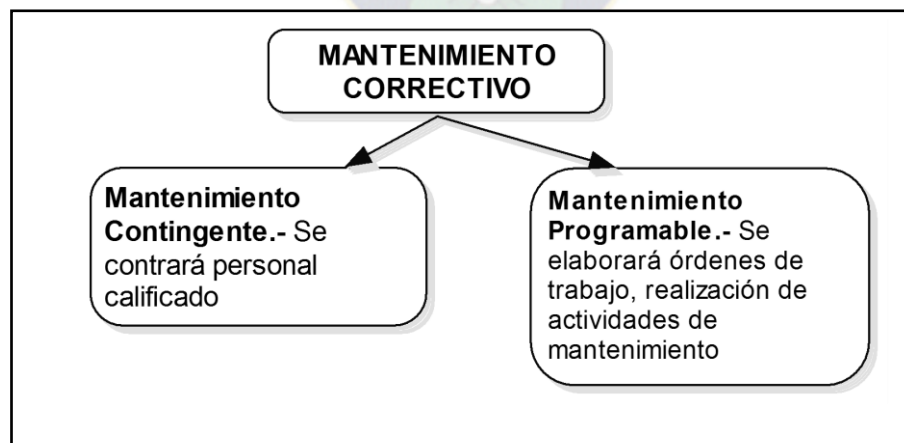 MANTENIMIENTO
CORRECTIVO
Mantenimiento
Contingente.- Se
contrará personal
calificado
Mantenimiento
Programable.- Se
elaborará órdenes de
trabajo, realización de
actividades de
mantenimiento